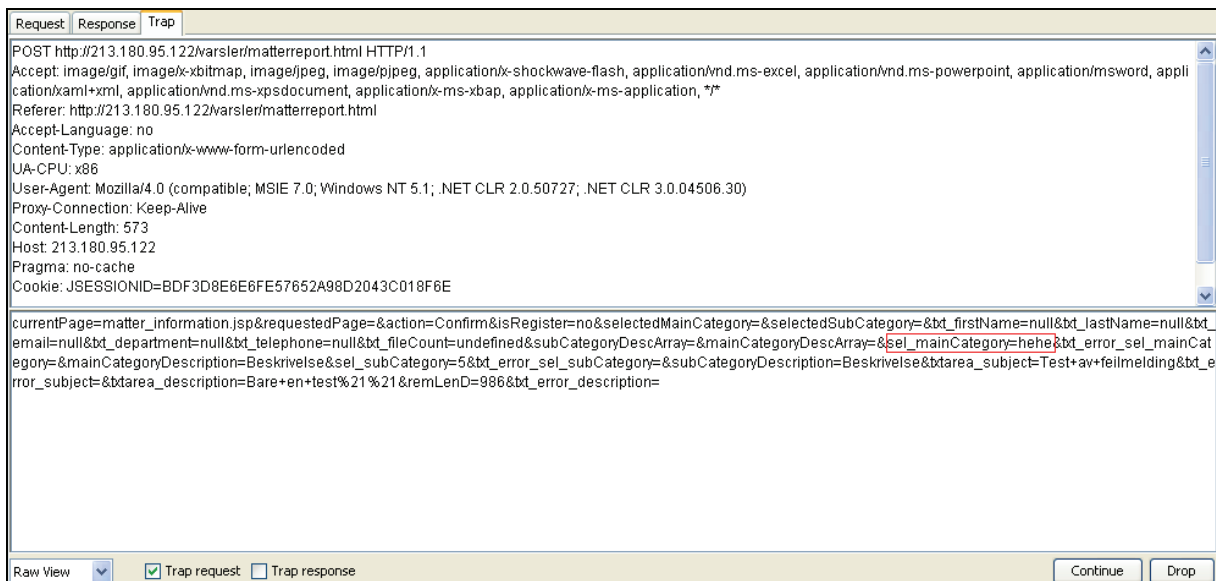 Request Response Trap
POST http://213.180.95.122/varsler/matterreport.html HTTP/1.1
Accept: image/gif, image/x-xbitmap, image/jpeg, image/pjpeg, application/x-shockwave-flash, application/vnd.ms-excel, application/vnd.ms-powerpoint, application/msword, appli
cation/xaml+xml, application/vnd.ms-xpsdocument, application/x-ms-xbap, application/x-ms-application, */*
Referer: http://213.180.95.122/varsler/matterreport.html
Accept-Language: no
Content-Type: application/x-www-form-urlencoded
UA-CPU: x86
User-Agent: Mozilla/4.0 (compatible; MSIE 7.0; Windows NT 5.1; .NET CLR 2.0.50727; .NET CLR 3.0.04506.30)
Proxy-Connection: Keep-Alive
Content-Length: 573
Host: 213.180.95.122
Pragma: no-cache
Cookie: JSESSIONID=BDF3D8E6E6FE57652A98D2043C018F6E
currentPage=matter_information.jsp&requestedPage=&action=Confirm&isRegister=no&selectedMainCategory=&selectedSubCategory=&txt_firstName=null&txt_lastName=null&txt_
email=null&txt_department=null&txt_telephone=null&txt_fileCount=undefined&subCategoryDescArray=&mainCategoryDescArray=&sel_mainCategory=hehe&txt_error_sel_mainCat
egory=&mainCategoryDescription=Beskrivelse&sel_subCategory=5&txt_error_sel_subCategory=&subCategoryDescription=Beskrivelse&txtarea_subject=Test+av+feilmelding&txt_e
rror_subject=&txtarea_description=Bare+en+test%21%21&remLenD=986&txt_error_description=
Raw View Trap request Trap response Continue Drop